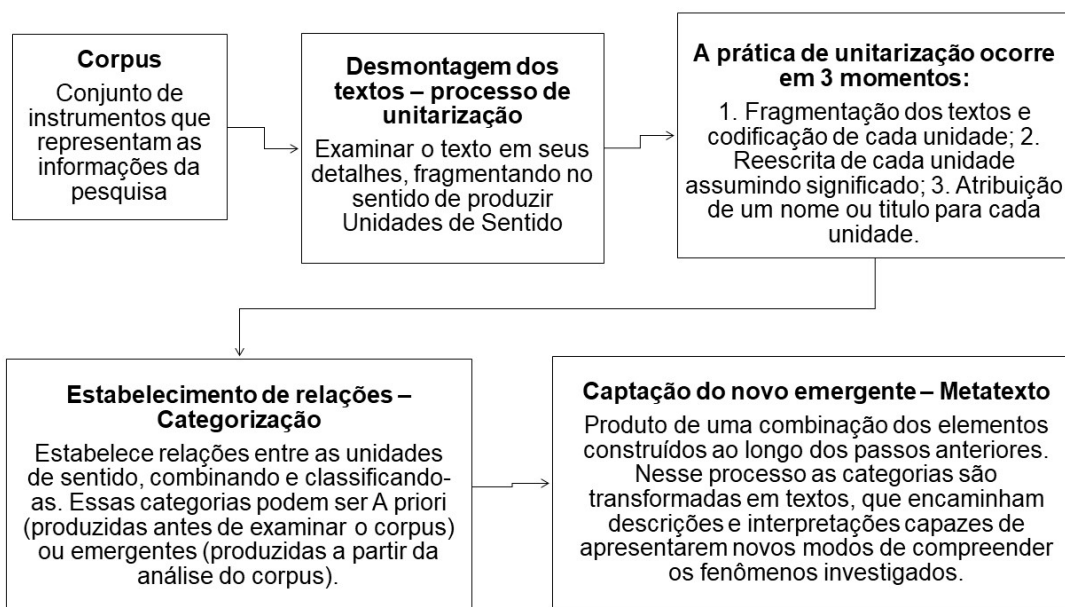 Corpus
Conjunto de
instrumentos que
representam as
informações da
pesquisa
Desmontagem dos
textos – processo de
unitarização
Examinar o texto em seus
detalhes, fragmentando no
sentido de produzir
Unidades de Sentido
A prática de unitarização ocorre
em 3 momentos:
1. Fragmentação dos textos e
codificação de cada unidade; 2.
Reescrita de cada unidade
assumindo significado; 3. Atribuição
de um nome ou titulo para cada
unidade.
Estabelecimento de relações –
Categorização
Estabelece relações entre as unidades
de sentido, combinando e classificando-
as. Essas categorias podem ser A priori
(produzidas antes de examinar o corpus)
ou emergentes (produzidas a partir da
análise do corpus).
Captação do novo emergente – Metatexto
Produto de uma combinação dos elementos
construídos ao longo dos passos anteriores.
Nesse processo as categorias são
transformadas em textos, que encaminham
descrições e interpretações capazes de
apresentarem novos modos de compreender
os fenômenos investigados.